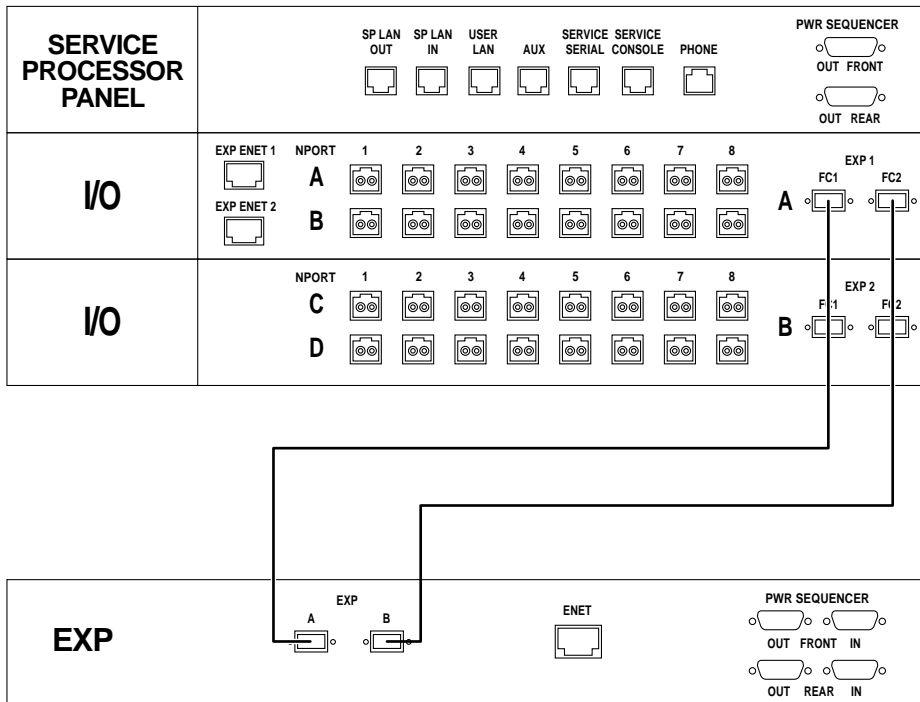 SERVICE
PROCESSOR
PANEL
SP LAN
OUT
SP LAN
IN
USER
LAN
AUX
SERVICE
SERIAL
SERVICE
CONSOLE
PHONE
PWR SEQUENCER
OUT FRONT
OUT REAR
I/O
EXP ENET 1
EXP ENET 2
NPORT 1 2 3 4 5 6 7 8
A
B
EXP 1
FC1 FC2
A
I/O
NPORT 1 2 3 4 5 6 7 8
C
D
EXP 2
FC1 FC2
B
EXP
EXP
A B
ENET
PWR SEQUENCER
OUT FRONT IN
OUT REAR IN